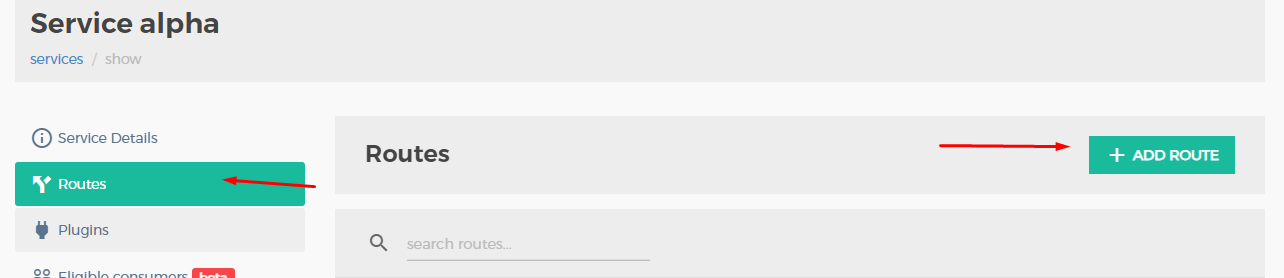 Service alpha
services / show
Service Details
Routes
Plugins
Eligible consumers beta
Routes
+ ADD ROUTE
search routes...